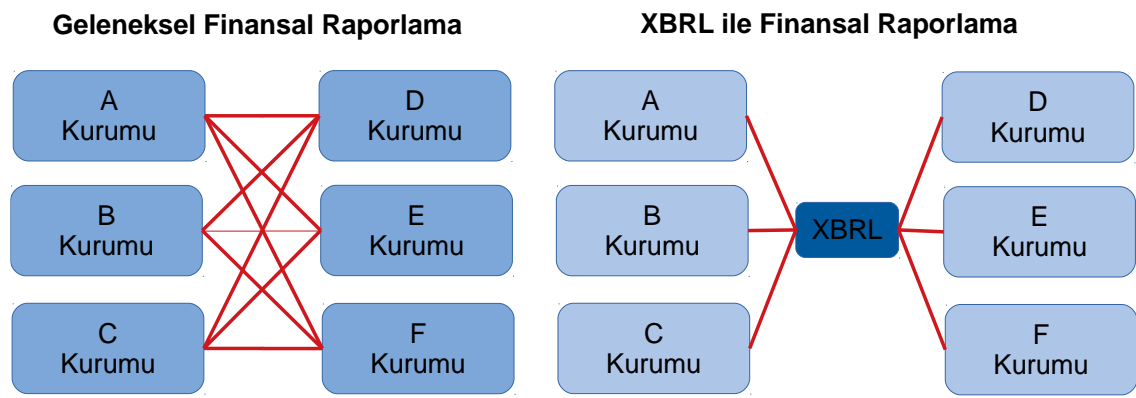 Geleneksel Finansal Raporlama
A
Kurumu
D
Kurumu
B
Kurumu
E
Kurumu
C
Kurumu
F
Kurumu
XBRL ile Finansal Raporlama
A
Kurumu
D
Kurumu
B
Kurumu
XBRL
E
Kurumu
C
Kurumu
F
Kurumu